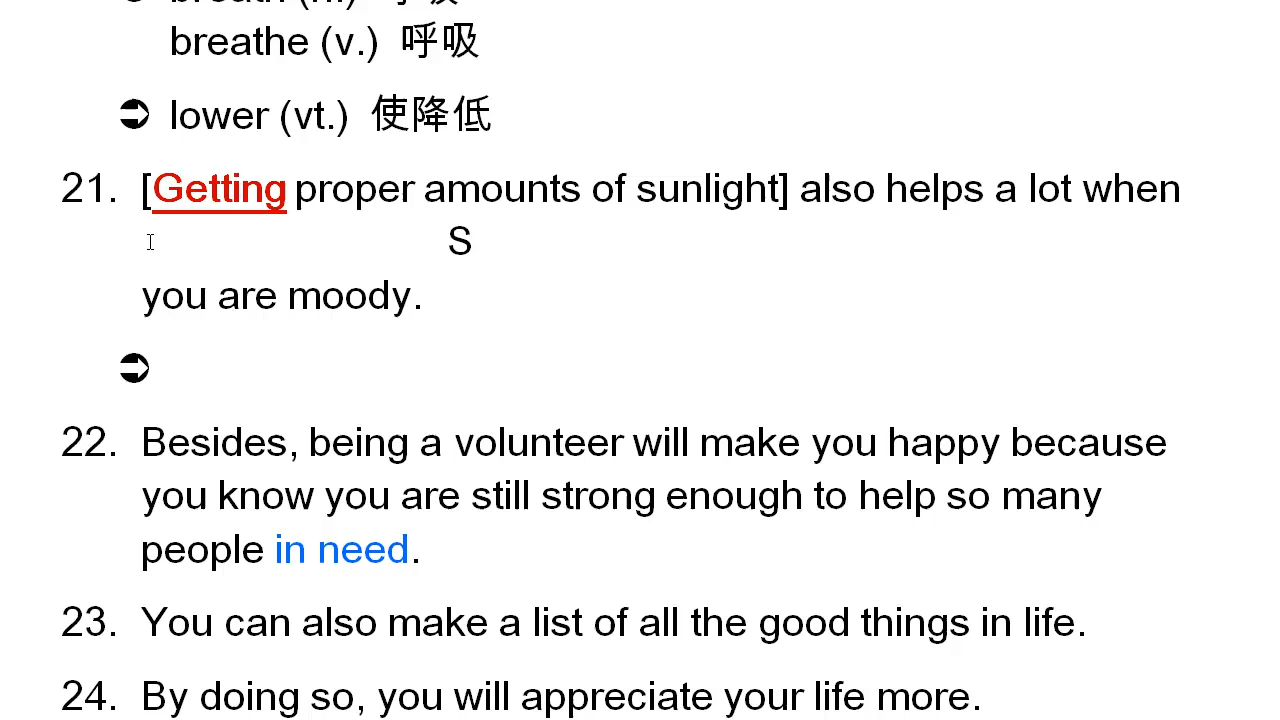 breath (n.) 呼吸
breathe (v.) 呼吸
➲ lower (vt.) 使降低
21. [Getting proper amounts of sunlight] also helps a lot when
S
you are moody.
➲
22. Besides, being a volunteer will make you happy because
you know you are still strong enough to help so many
people in need.
23. You can also make a list of all the good things in life.
24. By doing so, you will appreciate your life more.